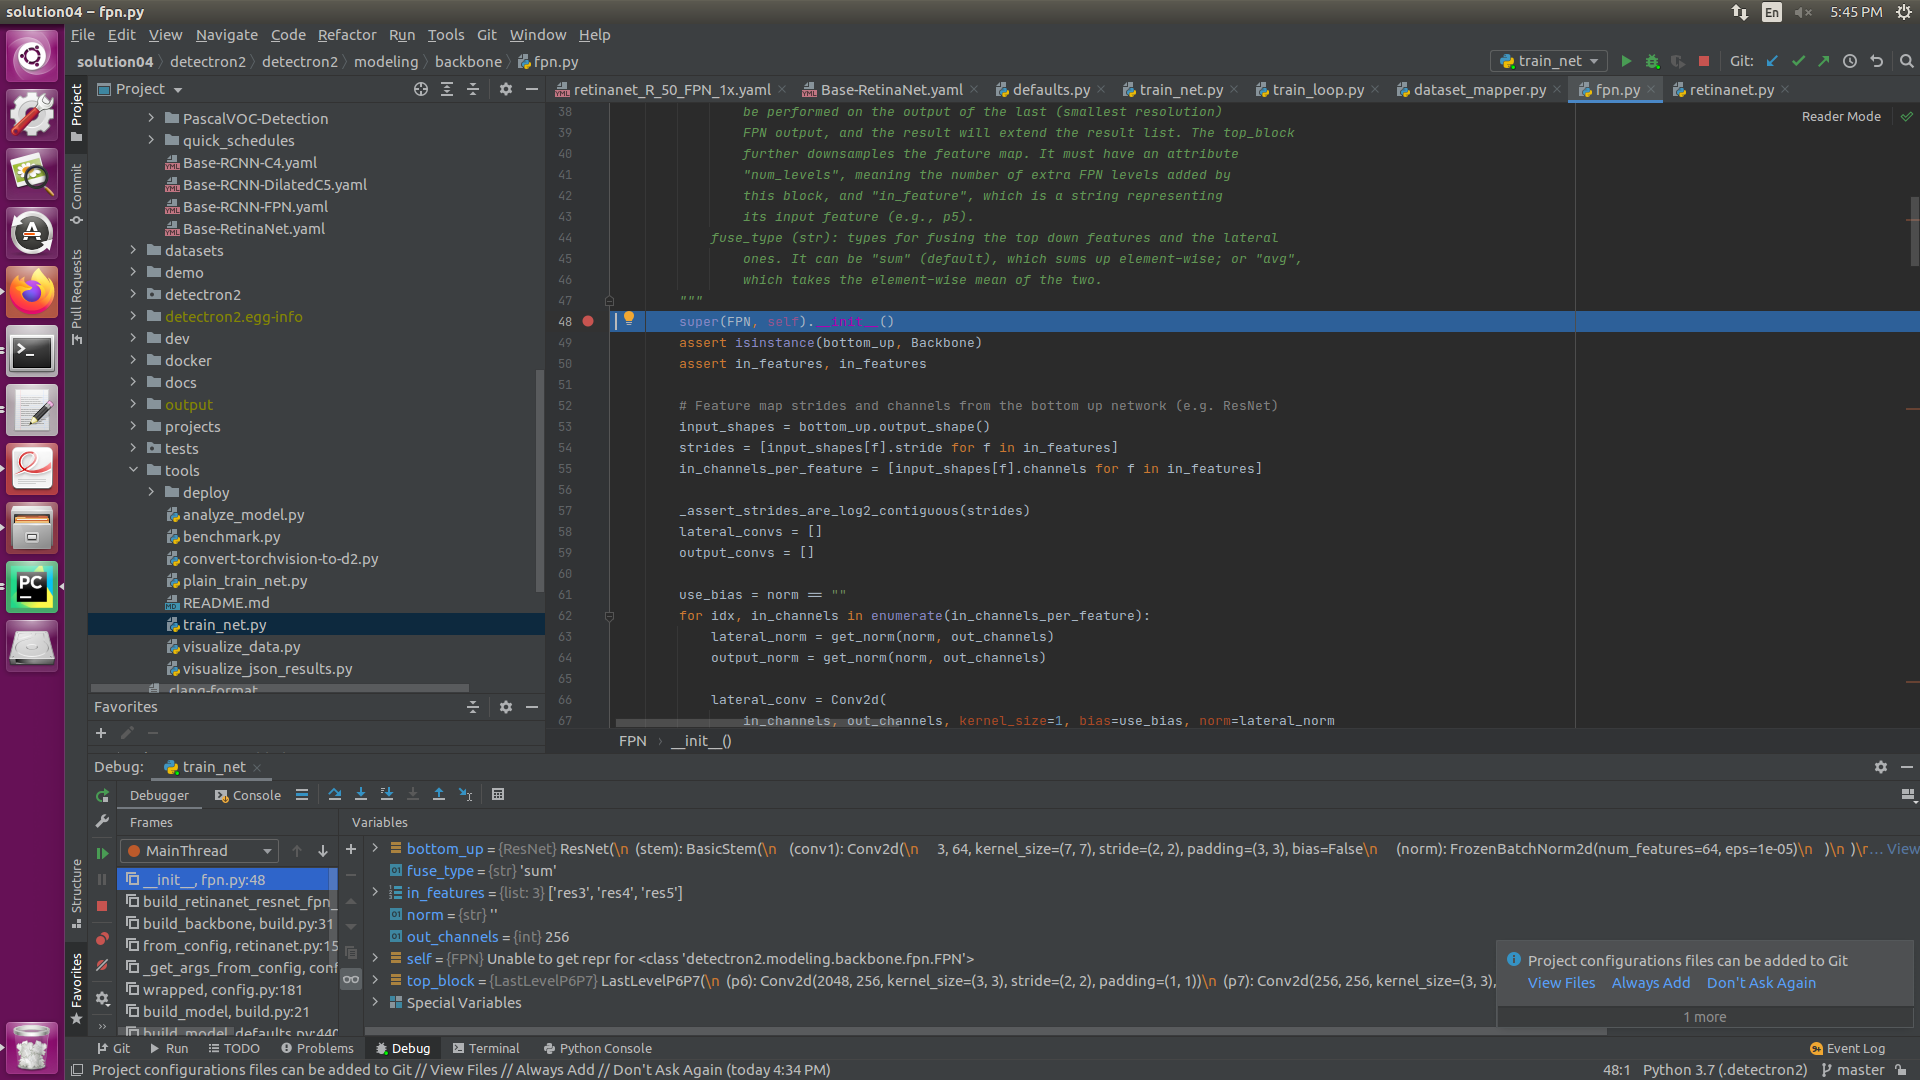 solution04 – fpn.py
En
5:45 PM
File Edit View Navigate Code Refactor Run Tools Git Window Help
solution04 detectron2 detectron2 modeling backbone fpn.py
train_net Git:
Project
retinanet_R_50_FPN_1x.yaml Base-RetinaNet.yaml defaults.py train_net.py train_loop.py dataset_mapper.py fpn.py retinanet.py
Reader Mode
Project
Commit
Pull Requests
Structure
Favorites
PascalVOC-Detection
quick_schedules
Base-RCNN-C4.yaml
Base-RCNN-DilatedC5.yaml
Base-RCNN-FPN.yaml
Base-RetinaNet.yaml
datasets
demo
detectron2
detectron2.egg-info
dev
docker
docs
output
projects
tests
tools
deploy
analyze_model.py
benchmark.py
convert-torchvision-to-d2.py
plain_train_net.py
README.md
train_net.py
visualize_data.py
visualize_json_results.py
.clang-format
Favorites
38 be performed on the output of the last (smallest resolution)
39 FPN output, and the result will extend the result list. The top_block
40 further downsamples the feature map. It must have an attribute
41 "num_levels", meaning the number of extra FPN levels added by
42 this block, and "in_feature", which is a string representing
43 its input feature (e.g., p5).
44 fuse_type (str): types for fusing the top down features and the lateral
45 ones. It can be "sum" (default), which sums up element-wise; or "avg",
46 which takes the element-wise mean of the two.
47 """
48 super(FPN, self).__init__()
49 assert isinstance(bottom_up, Backbone)
50 assert in_features, in_features
51
52 # Feature map strides and channels from the bottom up network (e.g. ResNet)
53 input_shapes = bottom_up.output_shape()
54 strides = [input_shapes[f].stride for f in in_features]
55 in_channels_per_feature = [input_shapes[f].channels for f in in_features]
56
57 _assert_strides_are_log2_contiguous(strides)
58 lateral_convs = []
59 output_convs = []
60
61 use_bias = norm == ""
62 for idx, in_channels in enumerate(in_channels_per_feature):
63 lateral_norm = get_norm(norm, out_channels)
64 output_norm = get_norm(norm, out_channels)
65
66 lateral_conv = Conv2d(
67 in_channels, out_channels, kernel_size=1, bias=use_bias, norm=lateral_norm
FPN __init__()
Debug: train_net
Debugger Console
Frames
Variables
MainThread
__init__, fpn.py:48
build_retinanet_resnet_fpn_
build_backbone, build.py:31
from_config, retinanet.py:15
_get_args_from_config, conf
wrapped, config.py:181
build_model, build.py:21
build_model, defaults.py:440
bottom_up = {ResNet} ResNet(\n (stem): BasicStem(\n (conv1): Conv2d(\n 3, 64, kernel_size=(7, 7), stride=(2, 2), padding=(3, 3), bias=False\n (norm): FrozenBatchNorm2d(num_features=64, eps=1e-05)\n )\n )\r... View
fuse_type = {str} 'sum'
in_features = {list: 3} ['res3', 'res4', 'res5']
norm = {str} ''
out_channels = {int} 256
self = {FPN} Unable to get repr for <class 'detectron2.modeling.backbone.fpn.FPN'>
top_block = {LastLevelP6P7} LastLevelP6P7(\n (p6): Conv2d(2048, 256, kernel_size=(3, 3), stride=(2, 2), padding=(1, 1))\n (p7): Conv2d(256, 256, kernel_size=(3, 3),
Special Variables
Project configurations files can be added to Git
View Files Always Add Don't Ask Again
1 more
Git Run TODO Problems Debug Terminal Python Console
Event Log
Project configurations files can be added to Git // View Files // Always Add // Don't Ask Again (today 4:34 PM)
48:1 Python 3.7 (.detectron2) master